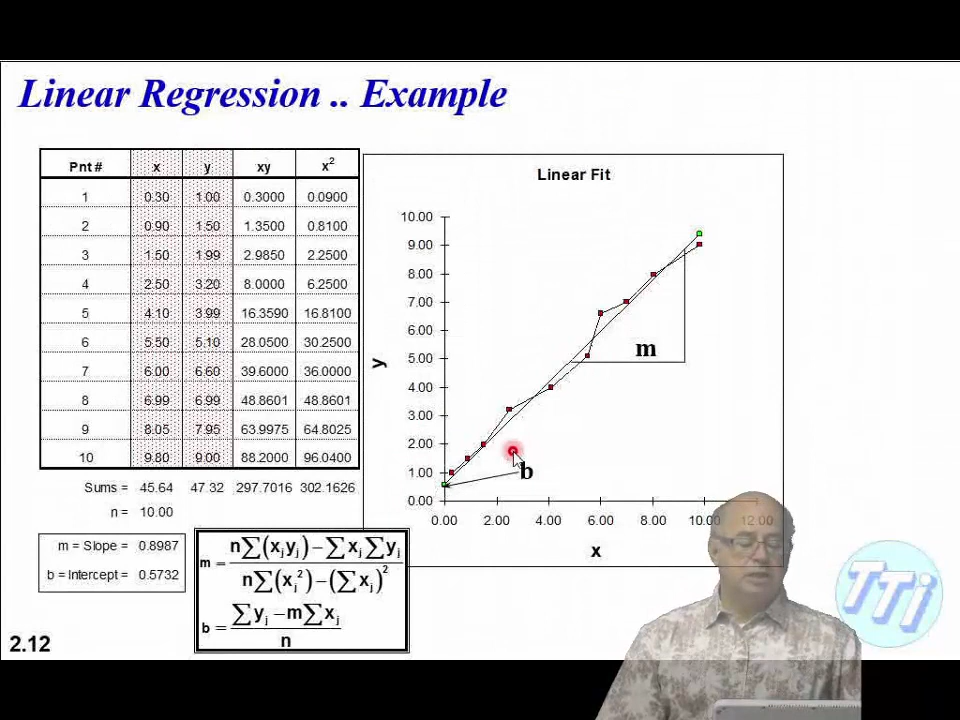 Linear Regression .. Example
Pnt # x y xy x²
1 0.30 1.00 0.3000 0.0900
2 0.90 1.50 1.3500 0.8100
3 1.50 1.99 2.9850 2.2500
4 2.50 3.20 8.0000 6.2500
5 4.10 3.99 16.3590 16.8100
6 5.50 5.10 28.0500 30.2500
7 6.00 6.60 39.6000 36.0000
8 6.99 6.99 48.8601 48.8601
9 8.05 7.95 63.9975 64.8025
10 9.80 9.00 88.2000 96.0400
Sums = 45.64 47.32 297.7016 302.1626
n = 10.00
m = Slope = 0.8987
b = Intercept = 0.5732
m = n∑(xⱼyⱼ) − ∑xⱼ∑yⱼ / n∑(xᵢ²) − (∑xᵢ)²
b = ∑yⱼ − m∑xⱼ / n
Linear Fit
10.00
9.00
8.00
7.00
6.00
5.00
4.00
3.00
2.00
1.00
0.00
y
m
b
0.00 2.00 4.00 6.00 8.00 10.00 12.00
x
TTi
2.12